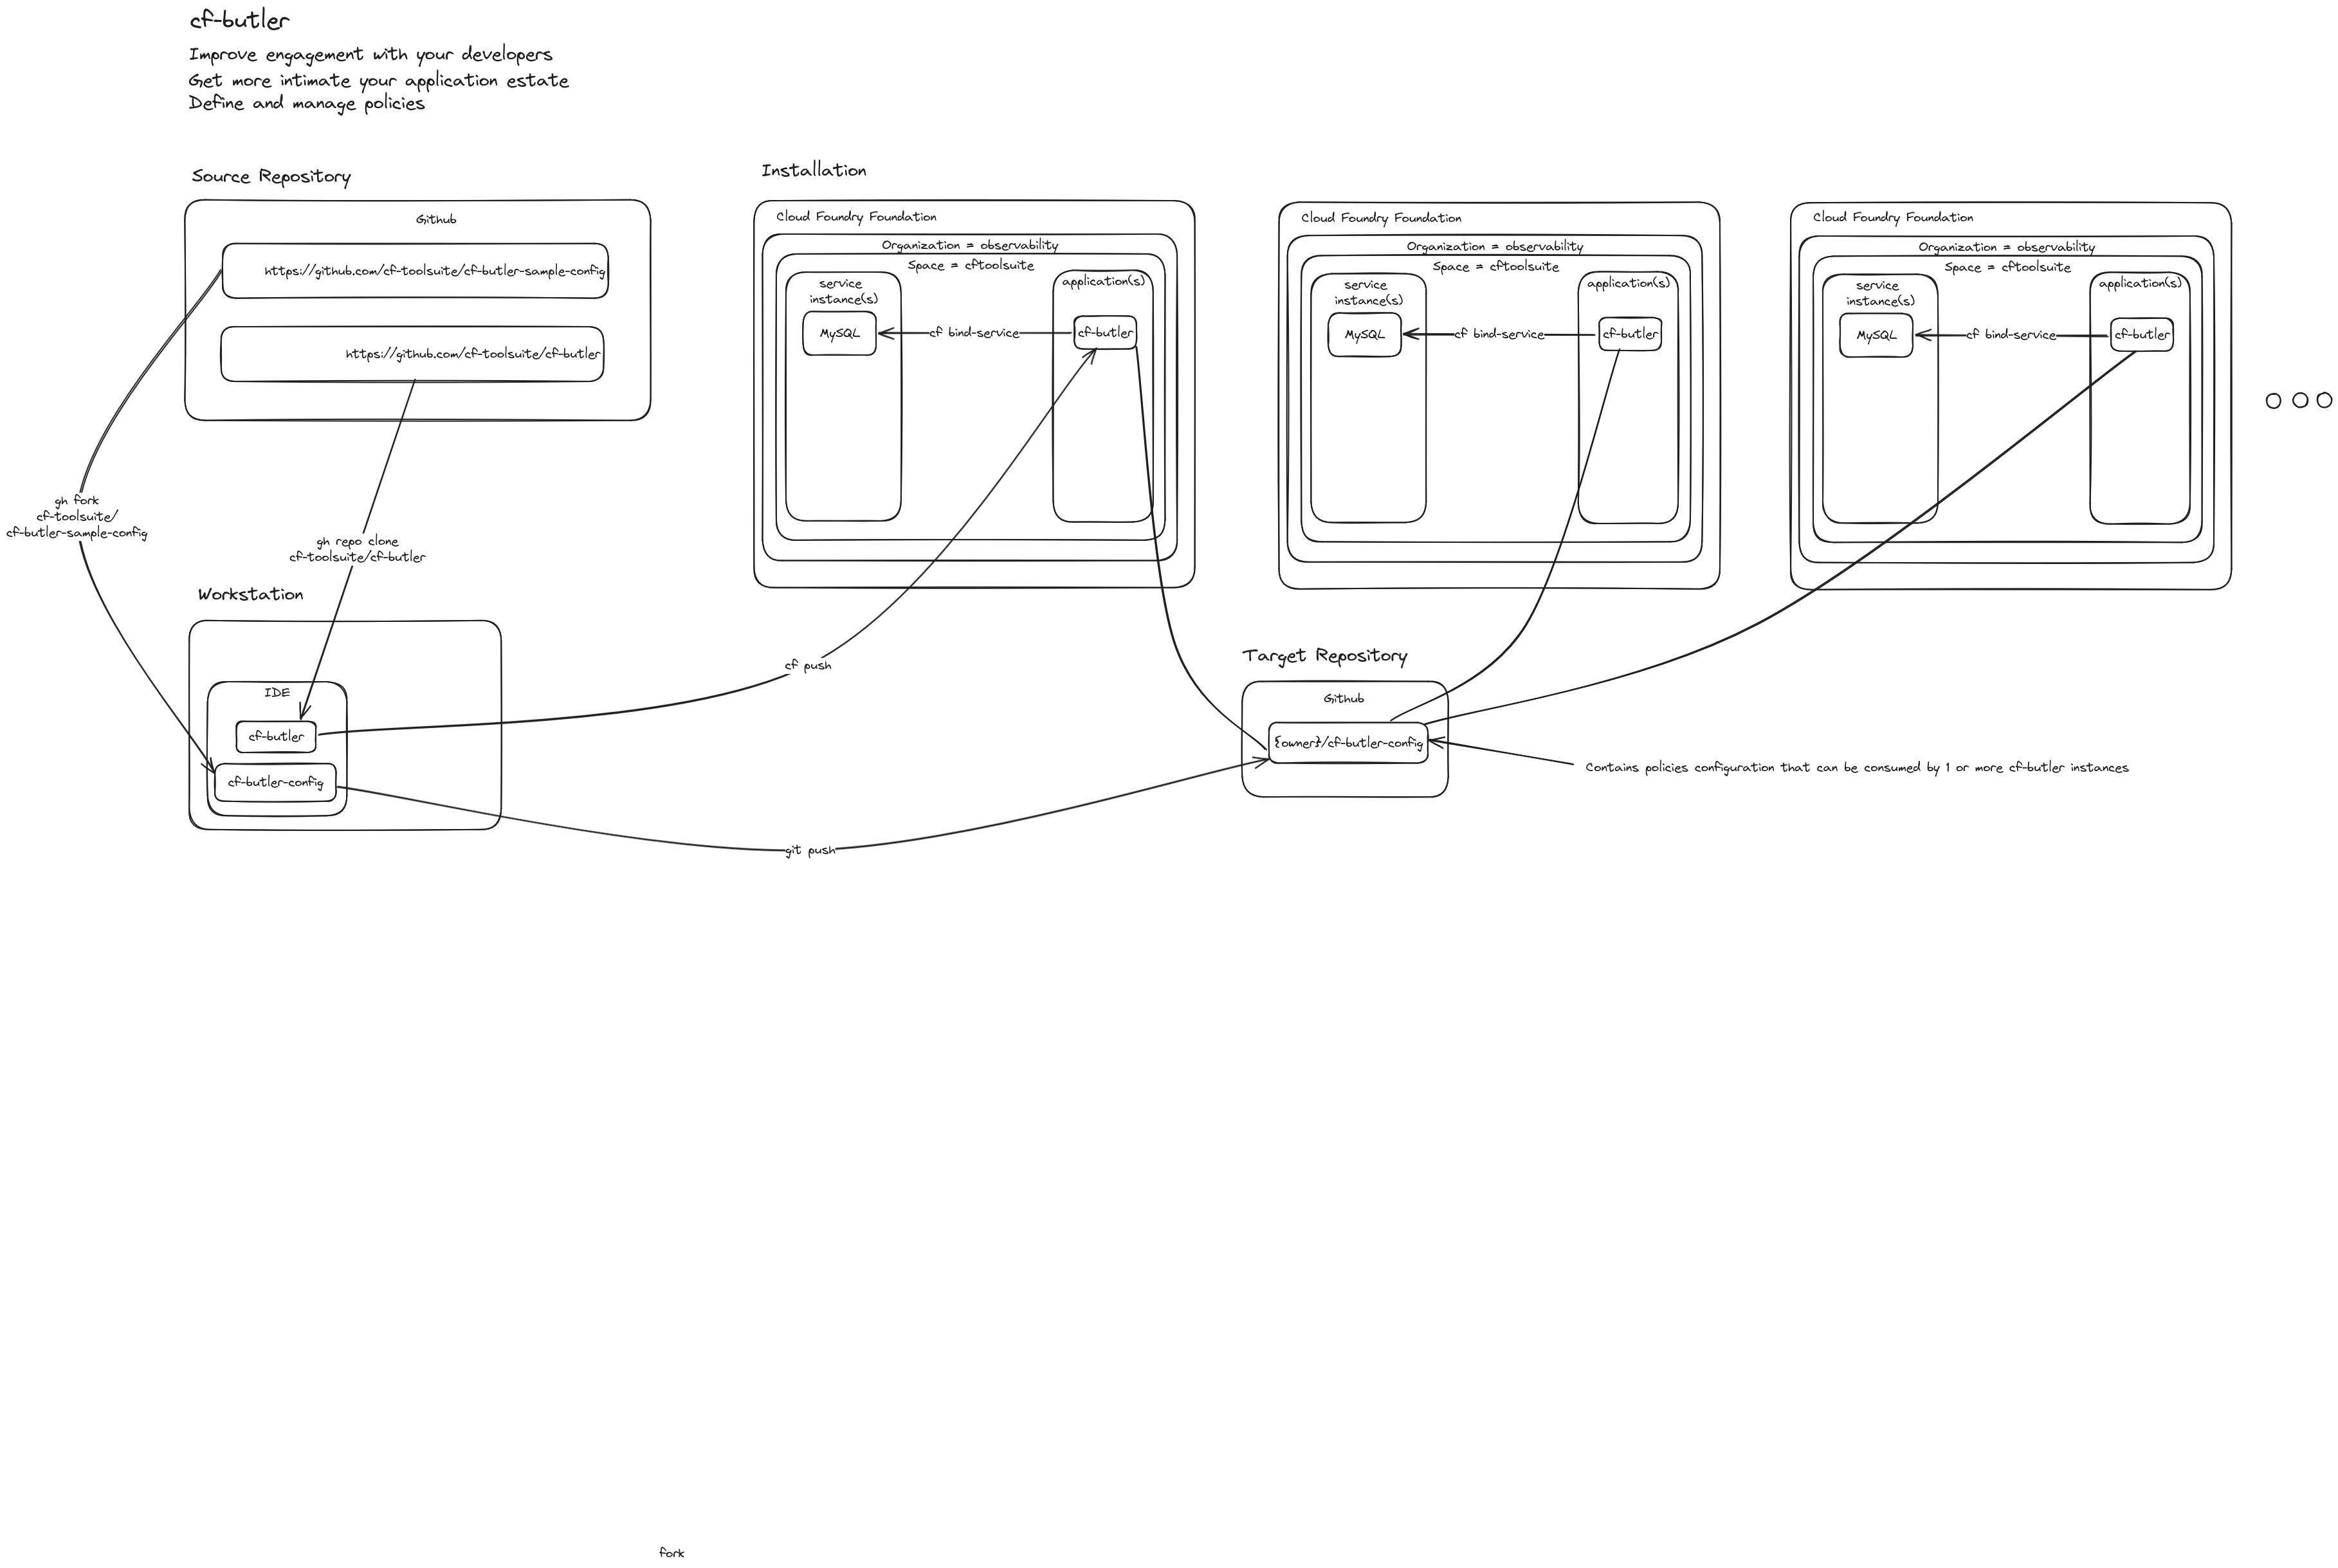 cf-butler
Improve engagement with your developers
Get more intimate your application estate
Define and manage policies
Source Repository
Github
https://github.com/cf-toolsuite/cf-butler-sample-config
https://github.com/cf-toolsuite/cf-butler
gh fork
cf-toolsuite/
cf-butler-sample-config
gh repo clone
cf-toolsuite/cf-butler
Workstation
IDE
cf-butler
cf-butler-config
cf push
git push
Installation
Cloud Foundry Foundation
Organization = observability
Space = cftoolsuite
service
instance(s)
MySQL
cf bind-service
application(s)
cf-butler
Cloud Foundry Foundation
Organization = observability
Space = cftoolsuite
service
instance(s)
MySQL
cf bind-service
application(s)
cf-butler
Cloud Foundry Foundation
Organization = observability
Space = cftoolsuite
service
instance(s)
MySQL
cf bind-service
application(s)
cf-butler
Target Repository
Github
{owner}/cf-butler-config
Contains policies configuration that can be consumed by 1 or more cf-butler instances
fork